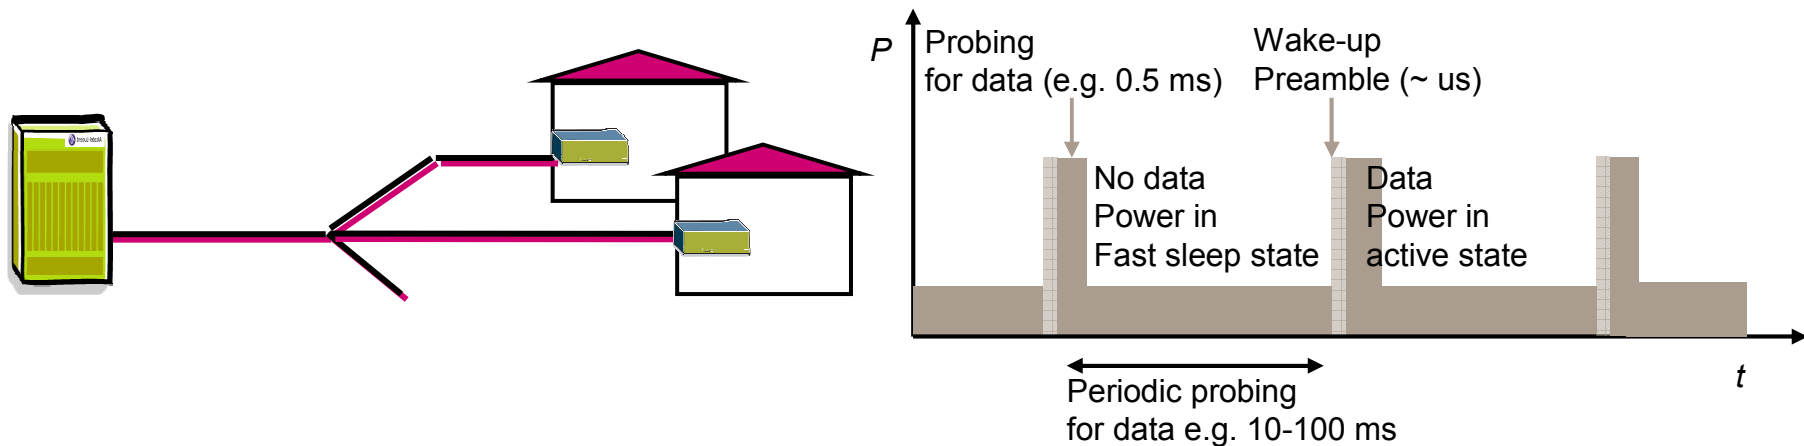 P
Probing
for data (e.g. 0.5 ms)
Wake-up
Preamble (~ us)
No data
Power in
Fast sleep state
Data
Power in
active state
t
Periodic probing
for data e.g. 10-100 ms